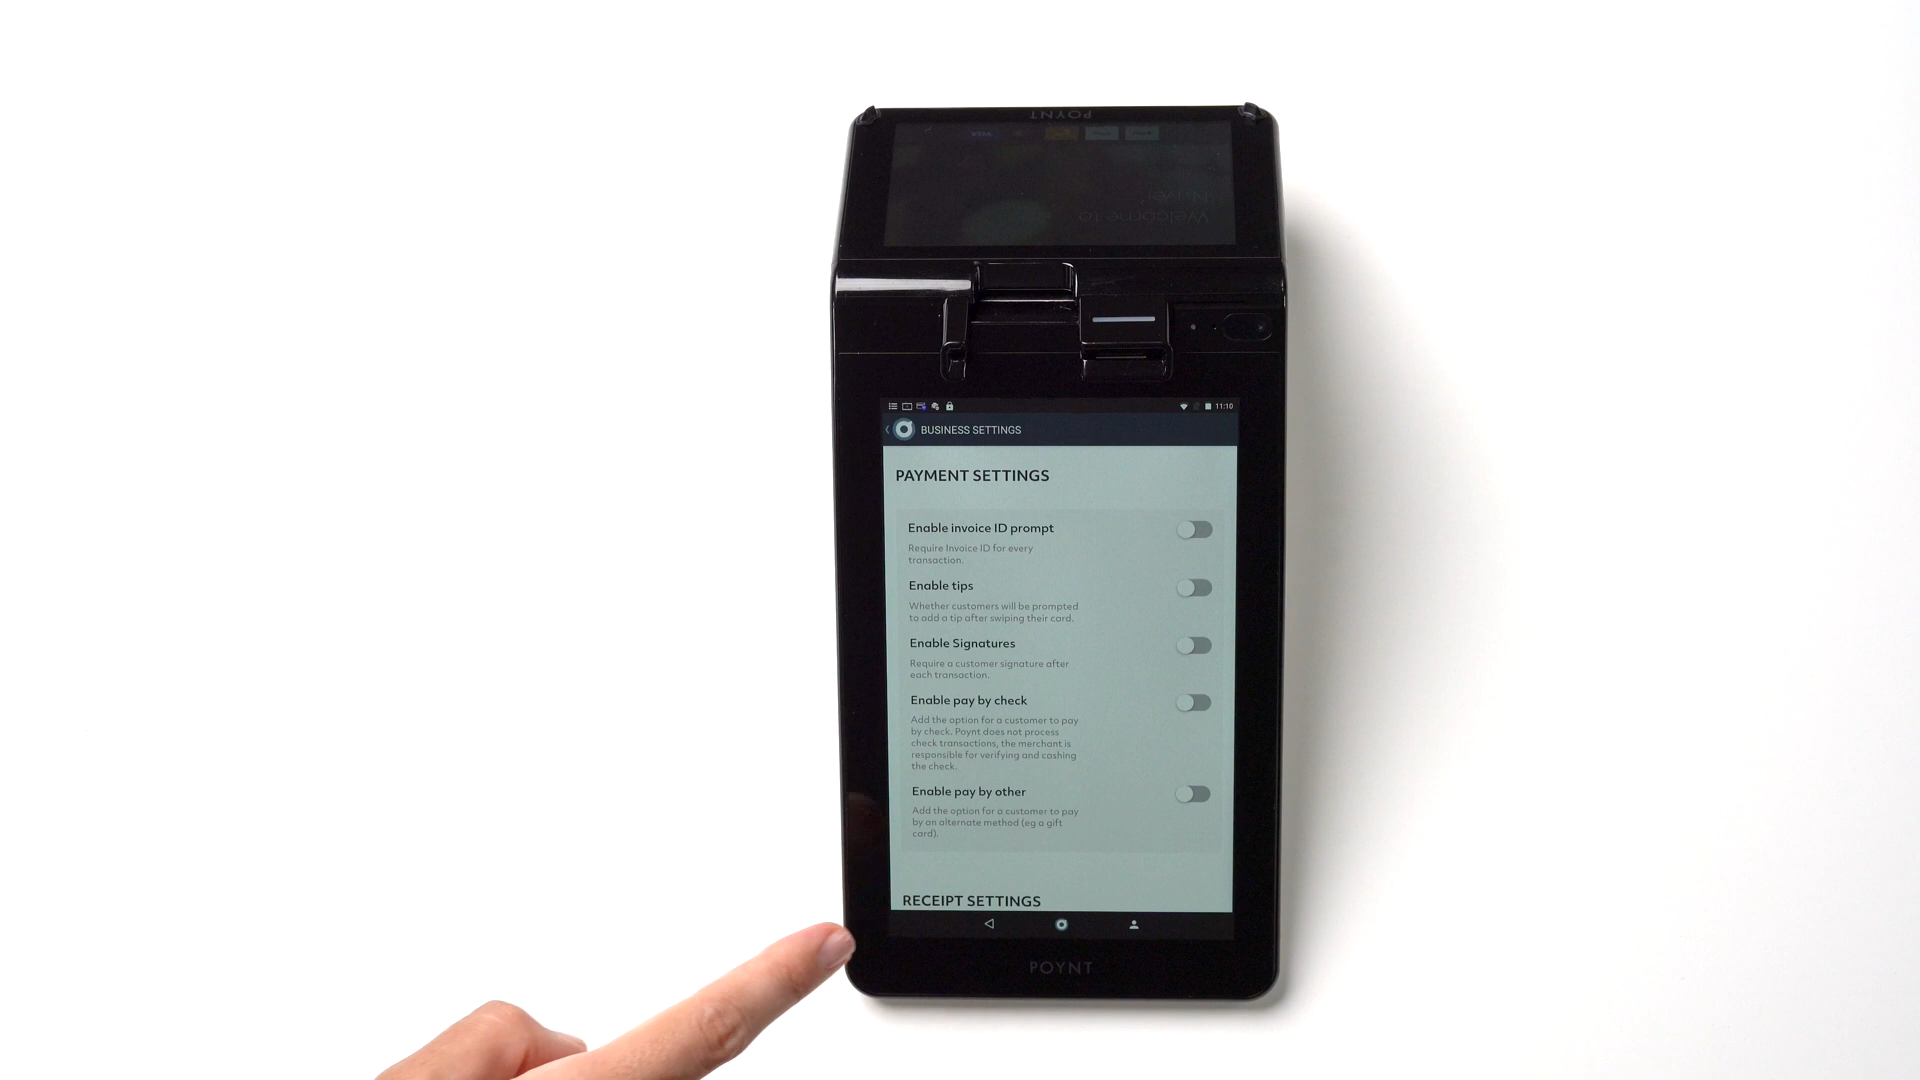 POYNT
VISA
Welcome to
11:10
BUSINESS SETTINGS
PAYMENT SETTINGS
Enable invoice ID prompt
Require Invoice ID for every
transaction.
Enable tips
Whether customers will be prompted
to add a tip after swiping their card.
Enable Signatures
Require a customer signature after
each transaction.
Enable pay by check
Add the option for a customer to pay
by check. Poynt does not process
check transactions, the merchant is
responsible for verifying and cashing
the check.
Enable pay by other
Add the option for a customer to pay
by an alternate method (eg a gift
card).
RECEIPT SETTINGS
POYNT